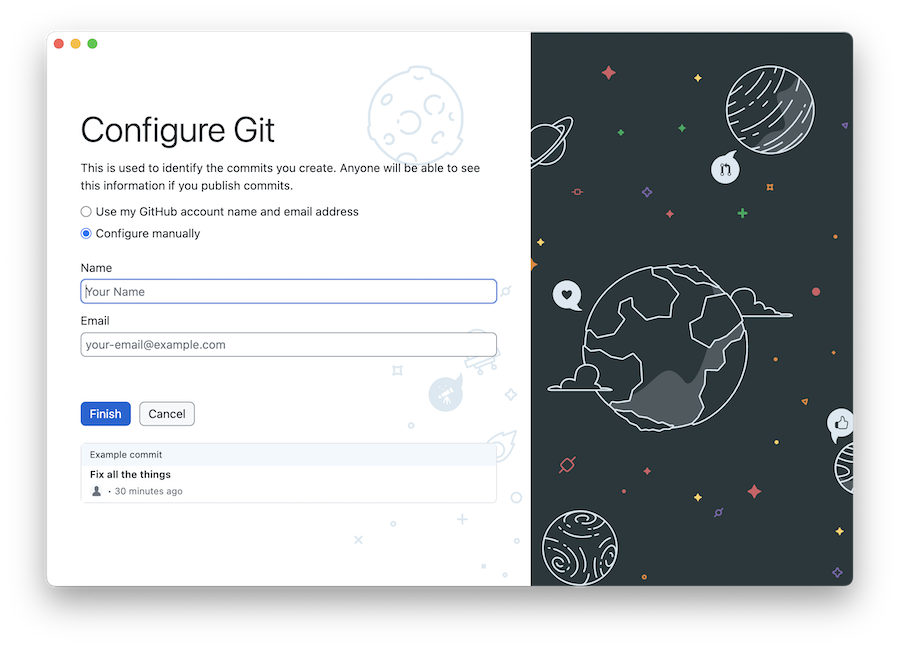 Configure Git
This is used to identify the commits you create. Anyone will be able to see
this information if you publish commits.
Use my GitHub account name and email address
Configure manually
Name
Your Name
Email
your-email@example.com
Finish Cancel
Example commit
Fix all the things
• 30 minutes ago